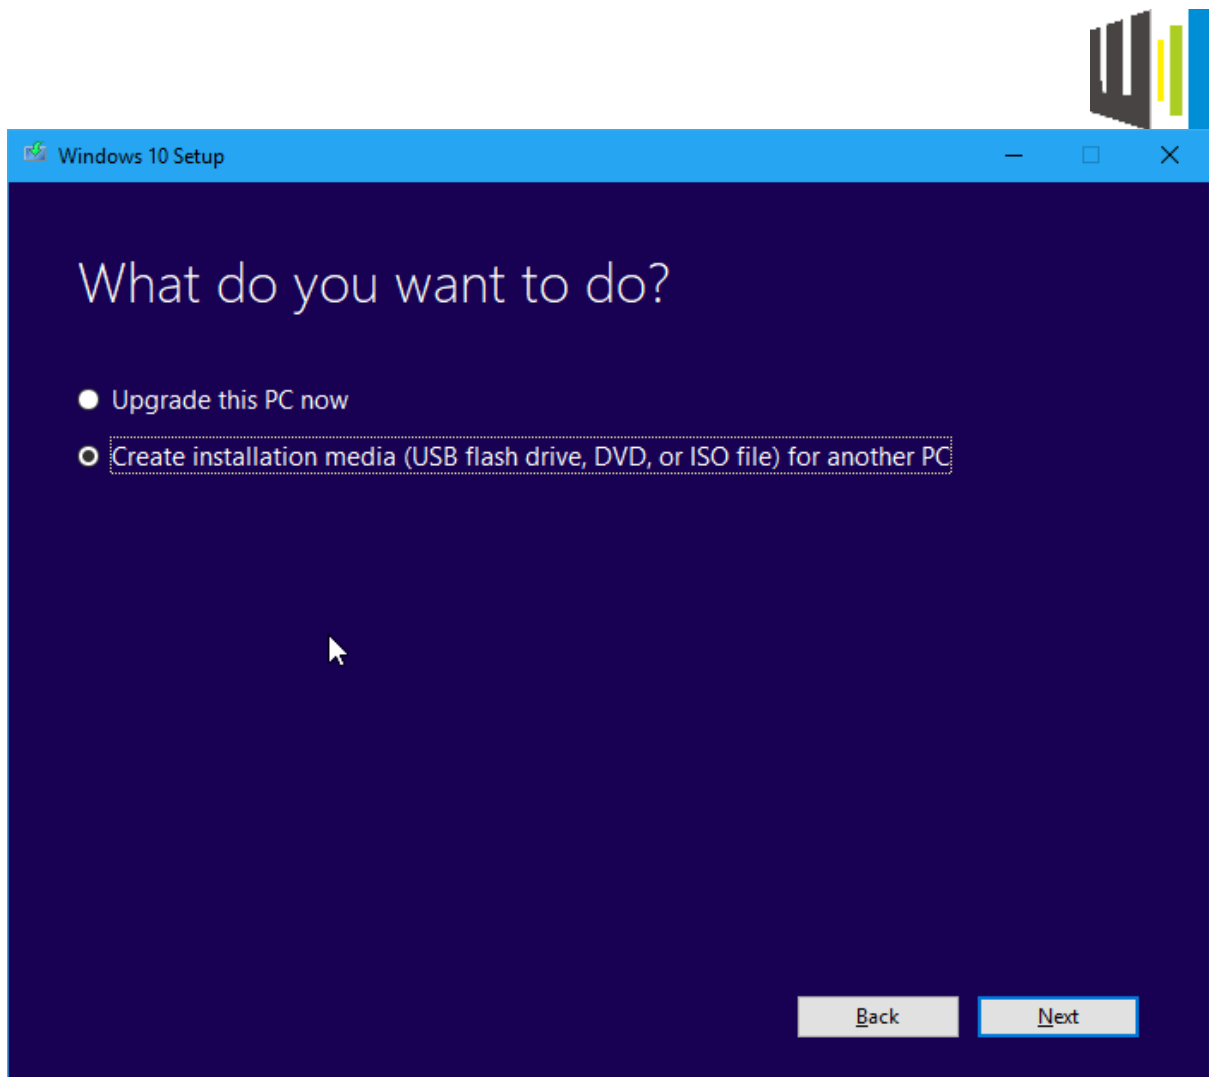 Windows 10 Setup
What do you want to do?
Upgrade this PC now
Create installation media (USB flash drive, DVD, or ISO file) for another PC
Back
Next